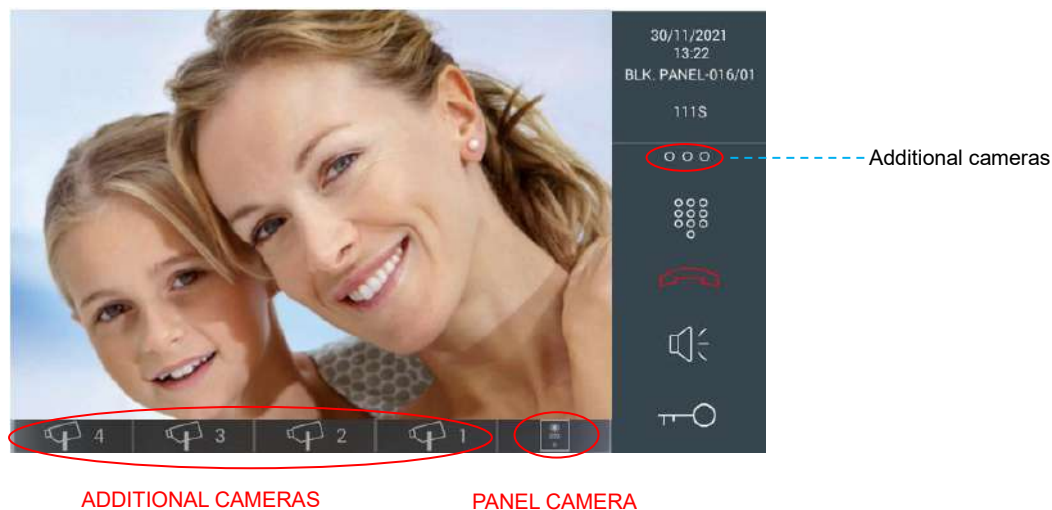 30/11/2021
13:22
BLK. PANEL-016/01
111S
Additional cameras
4 3 2 1
ADDITIONAL CAMERAS PANEL CAMERA